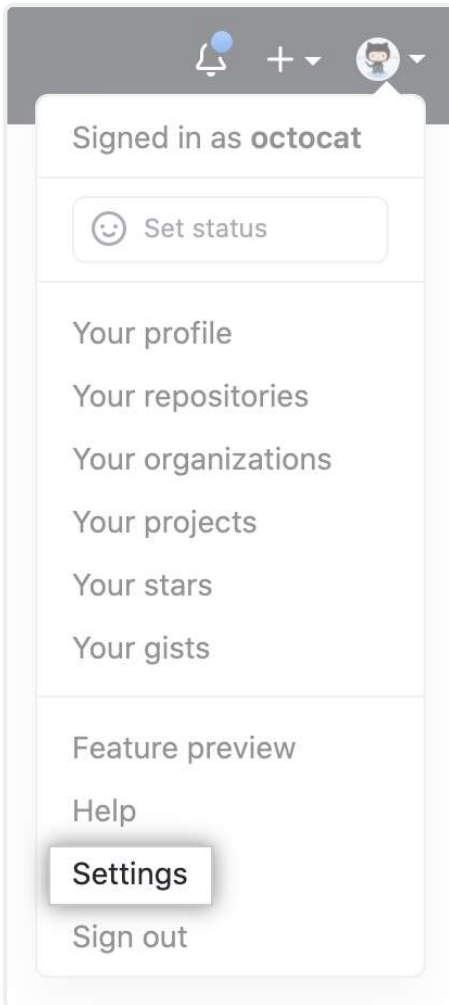 Signed in as octocat
Set status
Your profile
Your repositories
Your organizations
Your projects
Your stars
Your gists
Feature preview
Help
Settings
Sign out